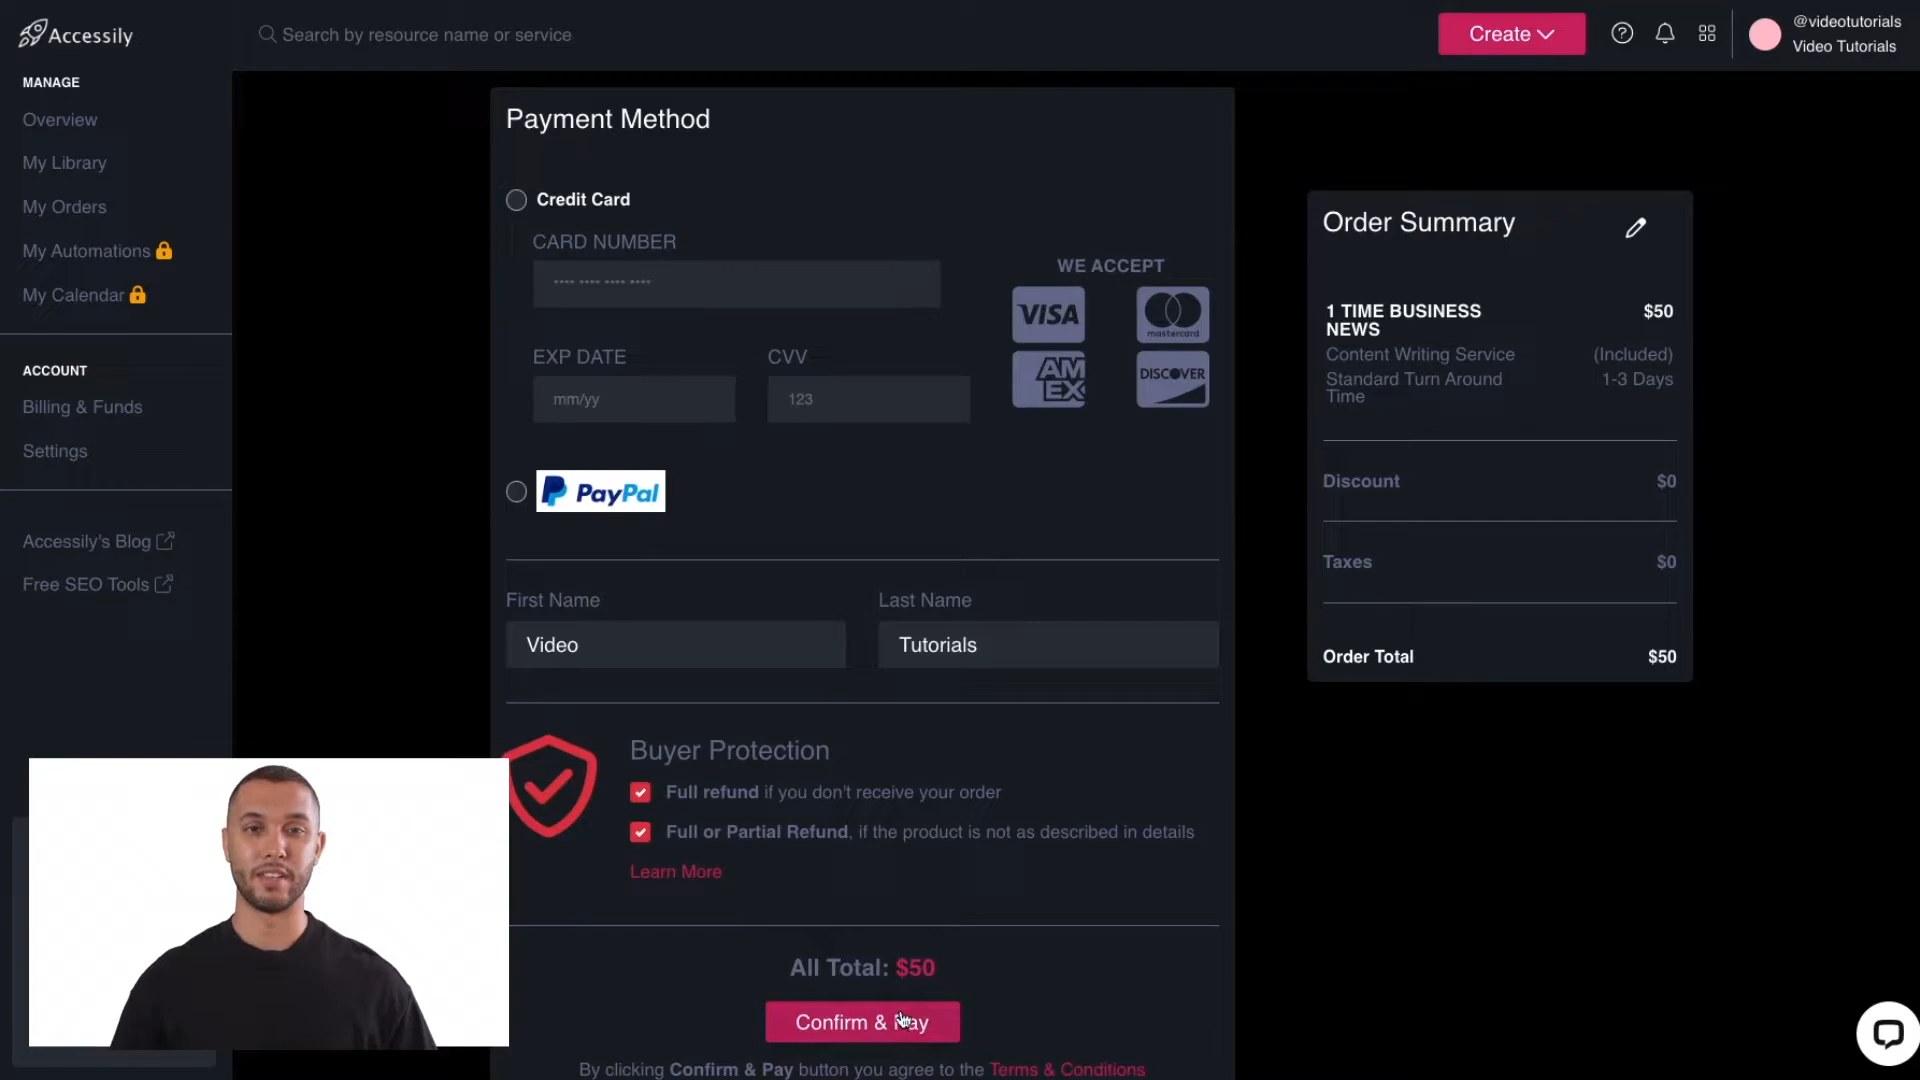 Accessily
Search by resource name or service
Create
@videotutorials
Video Tutorials
MANAGE
Overview
My Library
My Orders
My Automations
My Calendar
ACCOUNT
Billing & Funds
Settings
Accessily's Blog
Free SEO Tools
Payment Method
Credit Card
CARD NUMBER
---- ---- ---- ----
EXP DATE
CVV
mm/yy
123
WE ACCEPT
VISA
mastercard
AM
EX
DISCOVER
PayPal
First Name
Last Name
Video
Tutorials
Buyer Protection
Full refund if you don't receive your order
Full or Partial Refund, if the product is not as described in details
Learn More
All Total: $50
Confirm & Pay
By clicking Confirm & Pay button you agree to the Terms & Conditions
Order Summary
1 TIME BUSINESS $50
NEWS
Content Writing Service (Included)
Standard Turn Around 1-3 Days
Time
Discount $0
Taxes $0
Order Total $50